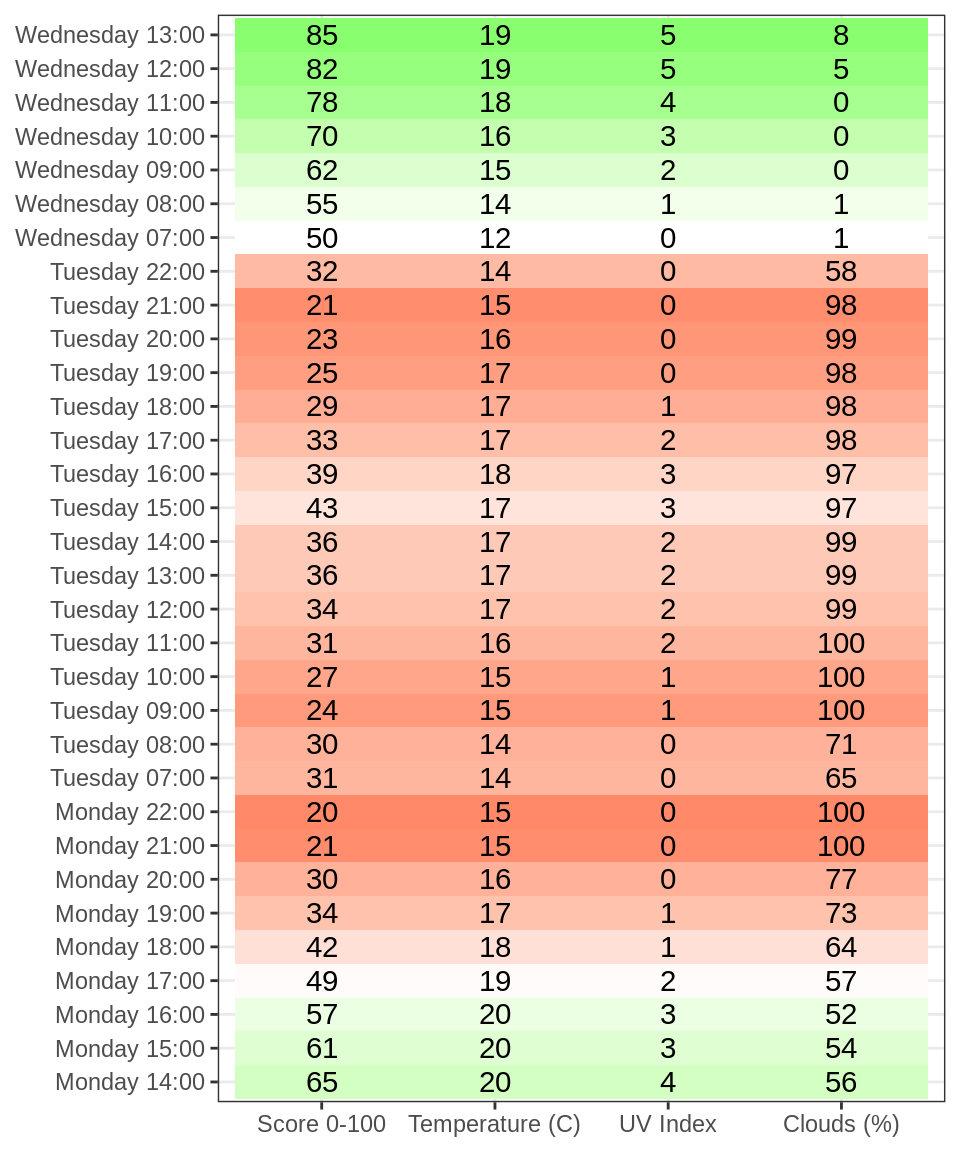 Wednesday 13:00 85 19 5 8
Wednesday 12:00 82 19 5 5
Wednesday 11:00 78 18 4 0
Wednesday 10:00 70 16 3 0
Wednesday 09:00 62 15 2 0
Wednesday 08:00 55 14 1 1
Wednesday 07:00 50 12 0 1
Tuesday 22:00 32 14 0 58
Tuesday 21:00 21 15 0 98
Tuesday 20:00 23 16 0 99
Tuesday 19:00 25 17 0 98
Tuesday 18:00 29 17 1 98
Tuesday 17:00 33 17 2 98
Tuesday 16:00 39 18 3 97
Tuesday 15:00 43 17 3 97
Tuesday 14:00 36 17 2 99
Tuesday 13:00 36 17 2 99
Tuesday 12:00 34 17 2 99
Tuesday 11:00 31 16 2 100
Tuesday 10:00 27 15 1 100
Tuesday 09:00 24 15 1 100
Tuesday 08:00 30 14 0 71
Tuesday 07:00 31 14 0 65
Monday 22:00 20 15 0 100
Monday 21:00 21 15 0 100
Monday 20:00 30 16 0 77
Monday 19:00 34 17 1 73
Monday 18:00 42 18 1 64
Monday 17:00 49 19 2 57
Monday 16:00 57 20 3 52
Monday 15:00 61 20 3 54
Monday 14:00 65 20 4 56
Score 0-100 Temperature (C) UV Index Clouds (%)